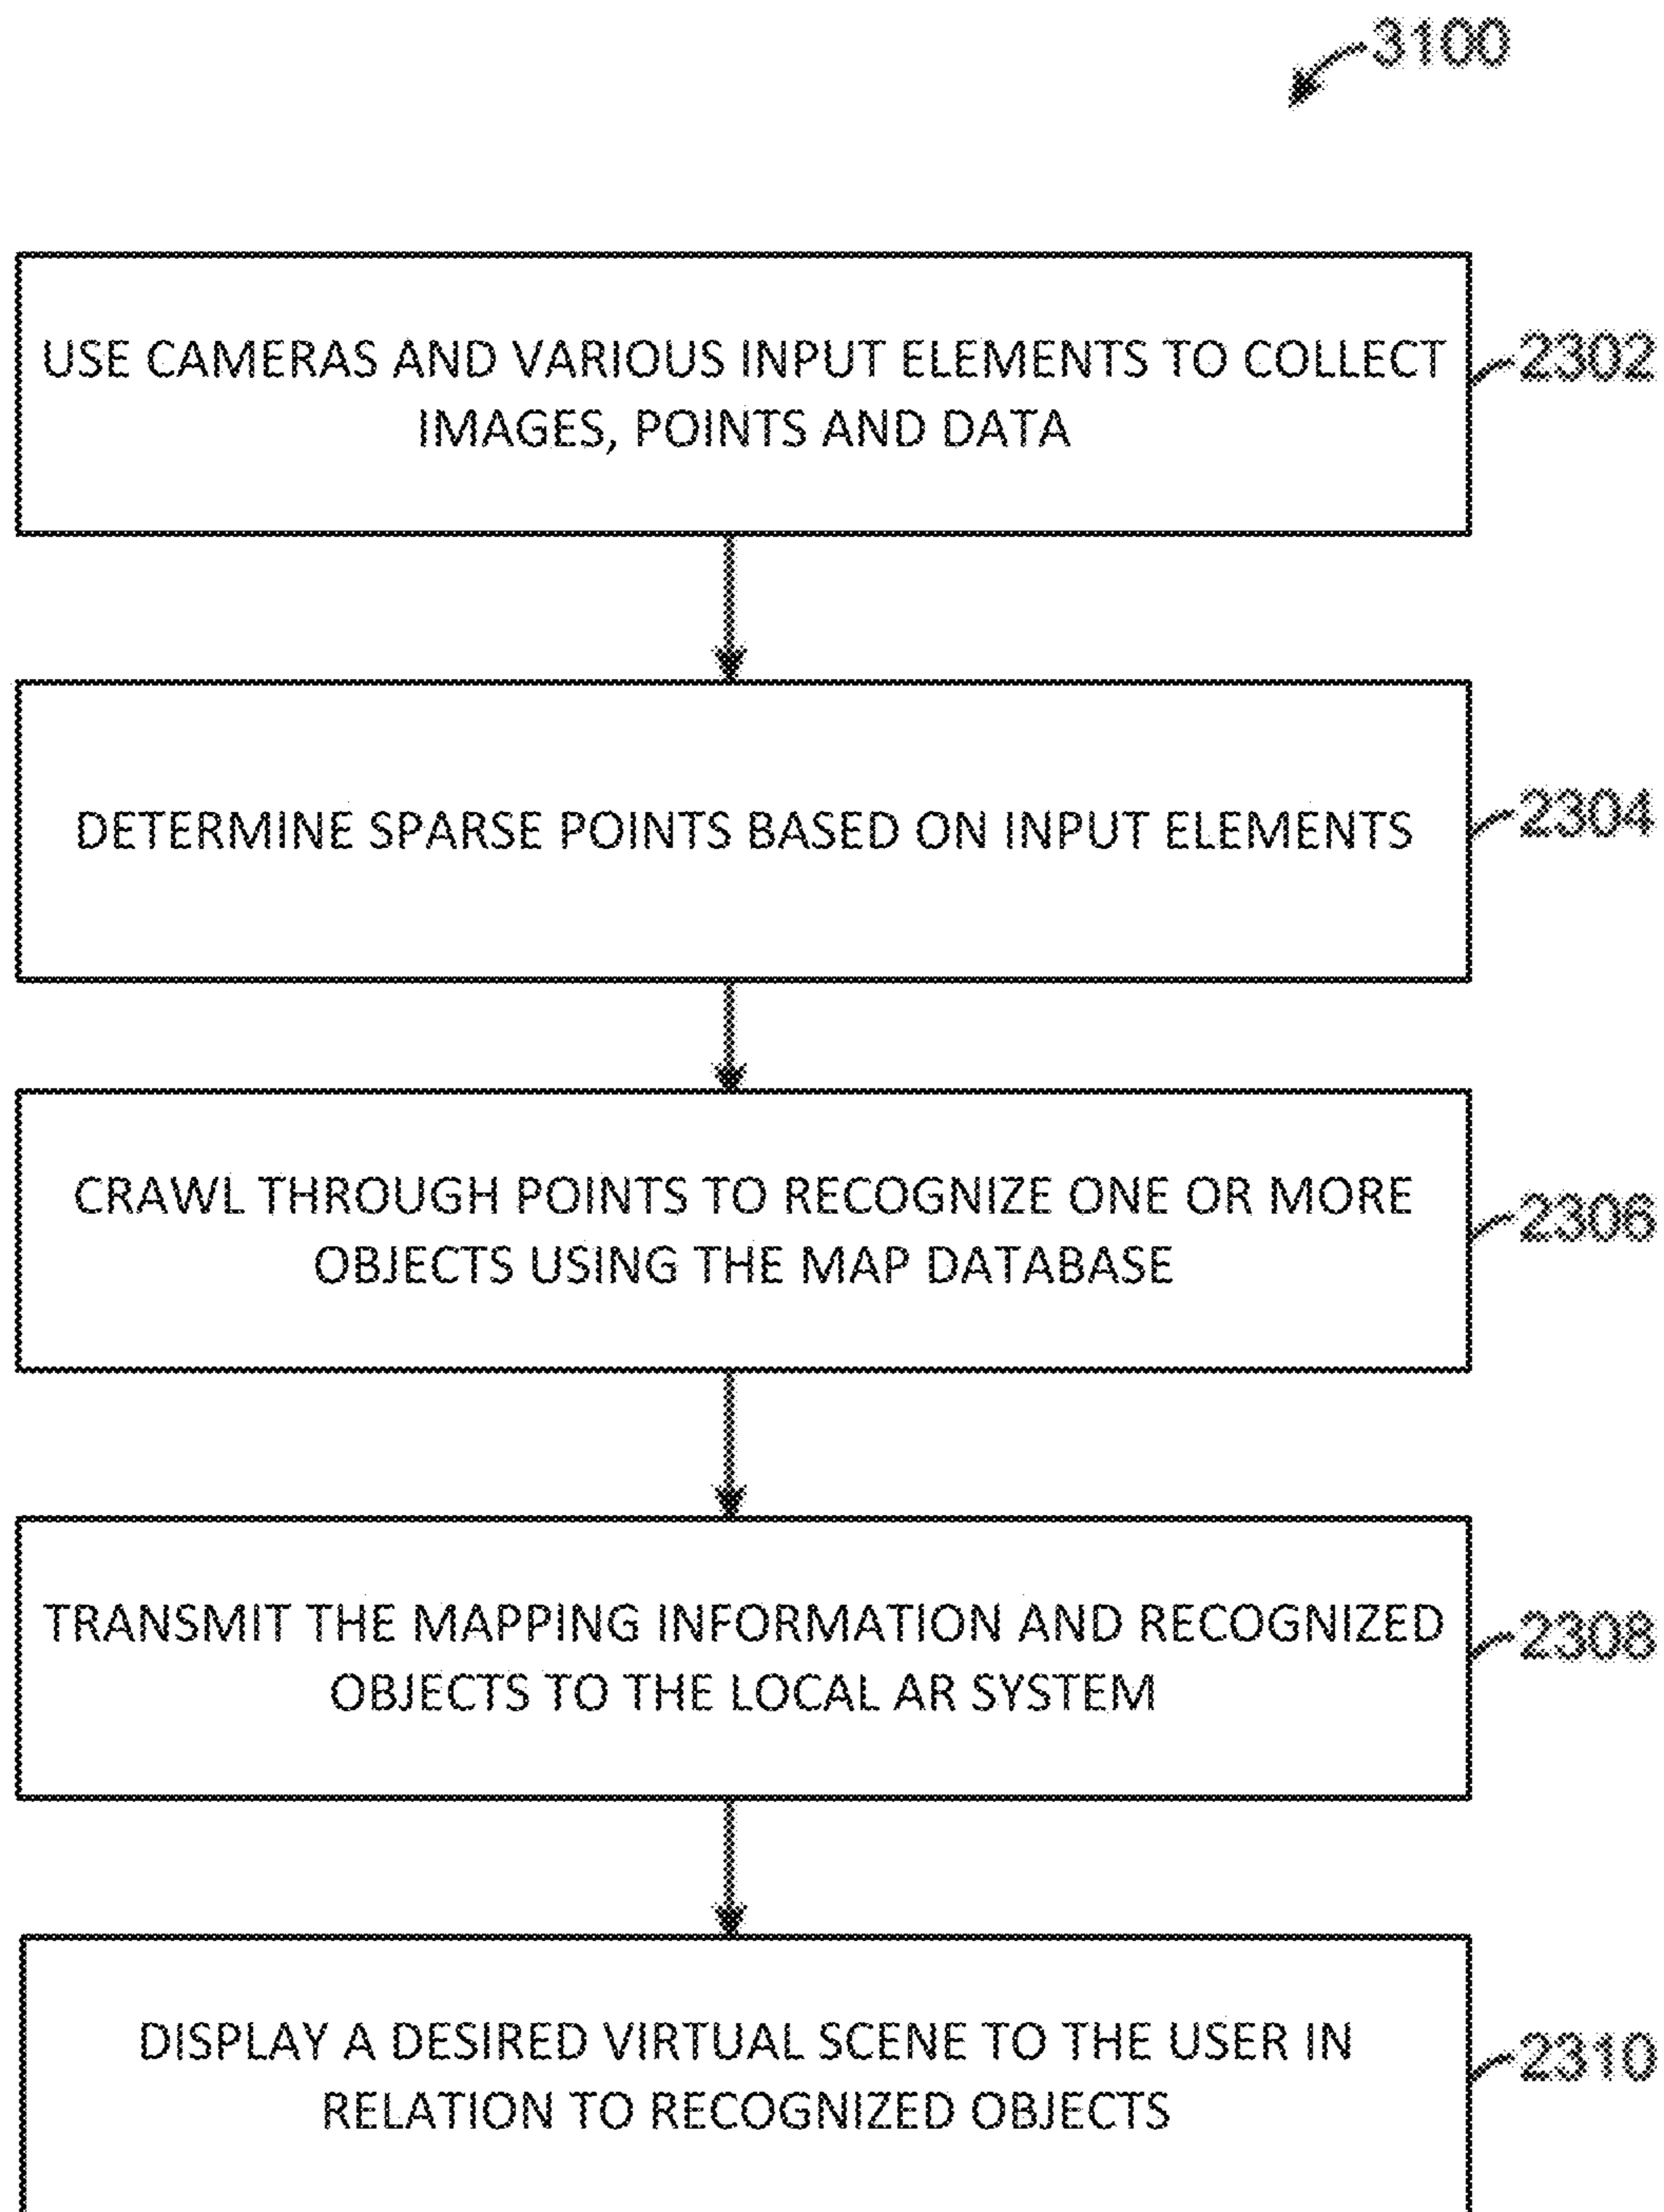 3100
USE CAMERAS AND VARIOUS INPUT ELEMENTS TO COLLECT
IMAGES, POINTS AND DATA
2302
DETERMINE SPARSE POINTS BASED ON INPUT ELEMENTS
2304
CRAWL THROUGH POINTS TO RECOGNIZE ONE OR MORE
OBJECTS USING THE MAP DATABASE
2306
TRANSMIT THE MAPPING INFORMATION AND RECOGNIZED
OBJECTS TO THE LOCAL AR SYSTEM
2308
DISPLAY A DESIRED VIRTUAL SCENE TO THE USER IN
RELATION TO RECOGNIZED OBJECTS
2310